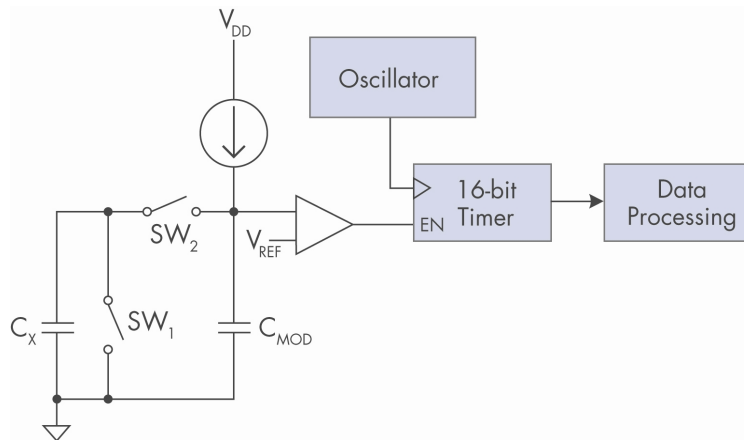 VDD
Oscillator
16-bit
Timer
EN
Data
Processing
SW2
VREF
CX
SW1
CMOD